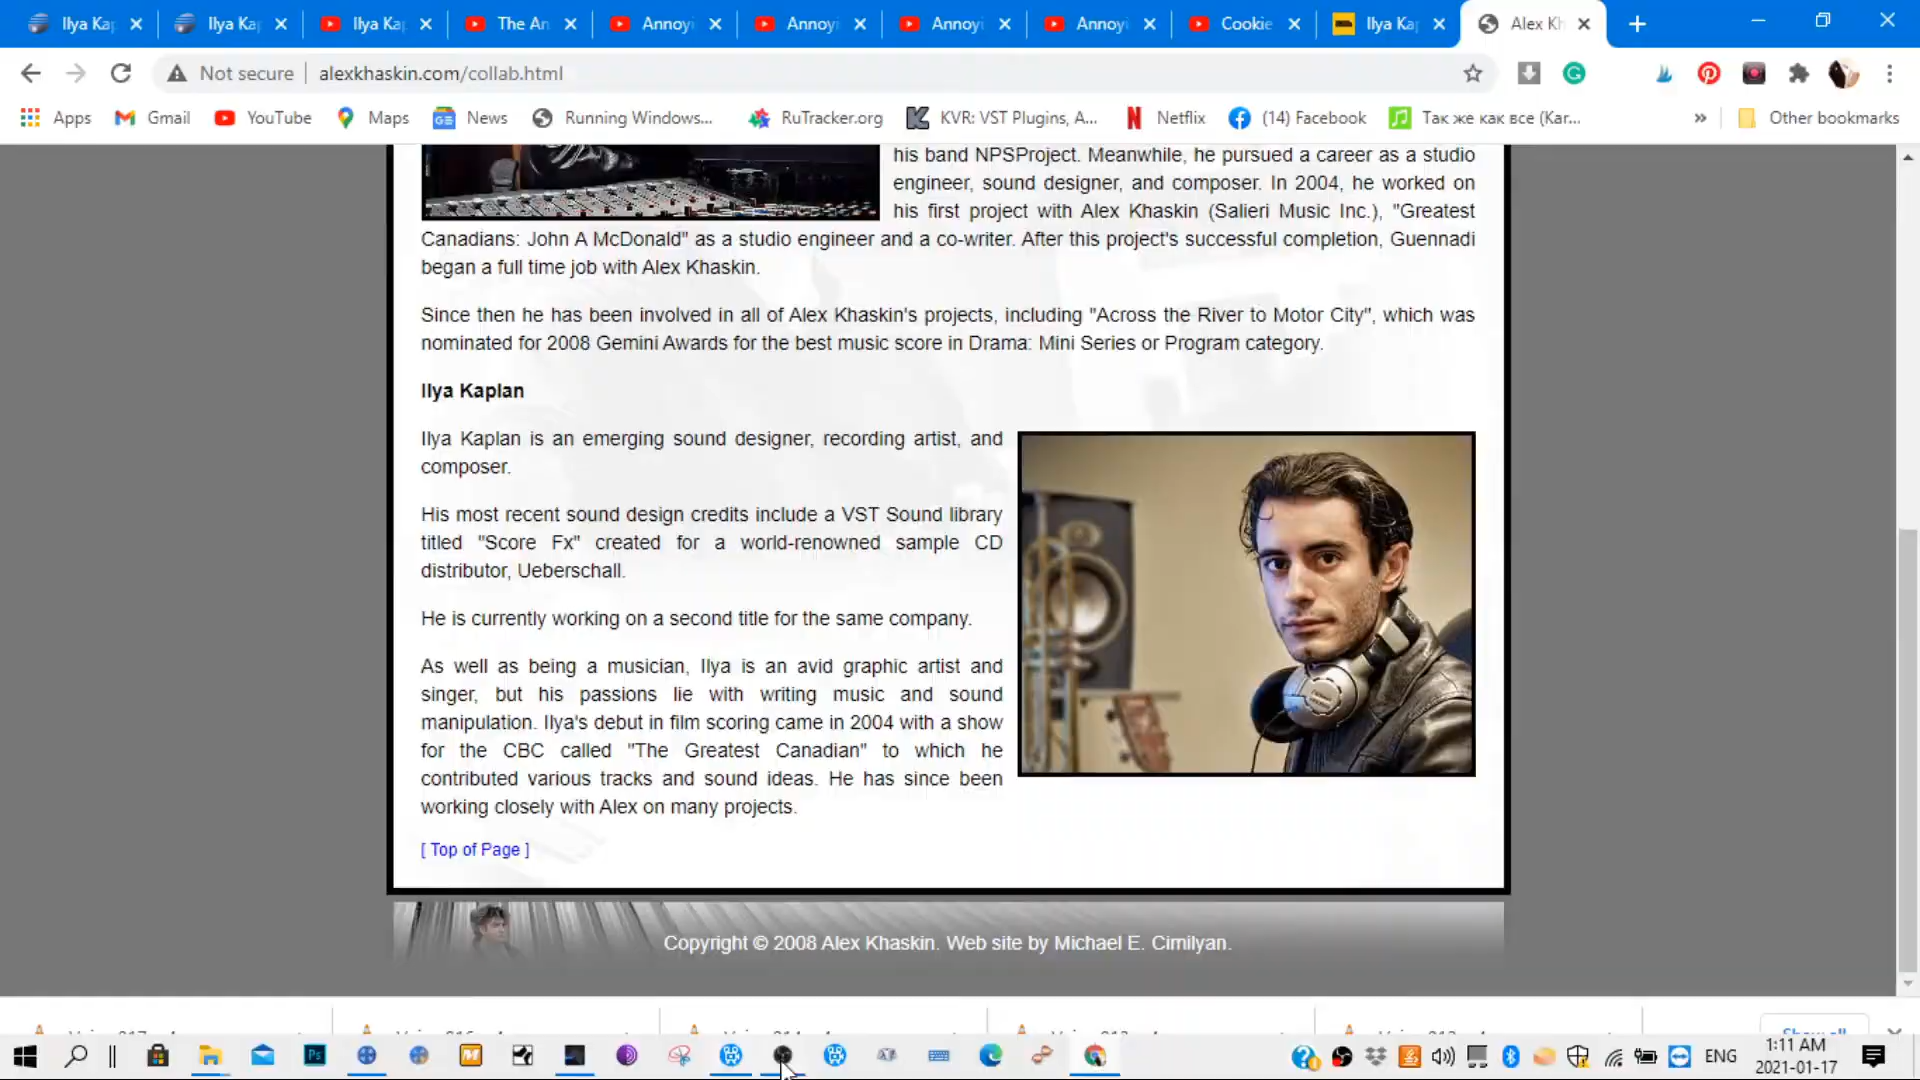 Ilya Ka
Ilya Ka
Ilya Ka
The An
Annoyi
Annoyi
Annoyi
Annoyi
Cookie
Ilya Ka
Alex Kh
Not secure
alexkhaskin.com/collab.html
Apps
Gmail
YouTube
Maps
News
Running Windows...
RuTracker.org
KVR: VST Plugins, A...
Netflix
(14) Facebook
Так же как все (Kar...
»
Other bookmarks
his band NPSProject. Meanwhile, he pursued a career as a studio
engineer, sound designer, and composer. In 2004, he worked on
his first project with Alex Khaskin (Salieri Music Inc.), "Greatest
Canadians: John A McDonald" as a studio engineer and a co-writer. After this project's successful completion, Guennadi
began a full time job with Alex Khaskin.
Since then he has been involved in all of Alex Khaskin's projects, including "Across the River to Motor City", which was
nominated for 2008 Gemini Awards for the best music score in Drama: Mini Series or Program category.
Ilya Kaplan
Ilya Kaplan is an emerging sound designer, recording artist, and
composer.
His most recent sound design credits include a VST Sound library
titled "Score Fx" created for a world-renowned sample CD
distributor, Ueberschall.
He is currently working on a second title for the same company.
As well as being a musician, Ilya is an avid graphic artist and
singer, but his passions lie with writing music and sound
manipulation. Ilya's debut in film scoring came in 2004 with a show
for the CBC called "The Greatest Canadian" to which he
contributed various tracks and sound ideas. He has since been
working closely with Alex on many projects.
[ Top of Page ]
Copyright © 2008 Alex Khaskin. Web site by Michael E. Cimilyan.
Show all
ENG
1:11 AM
2021-01-17